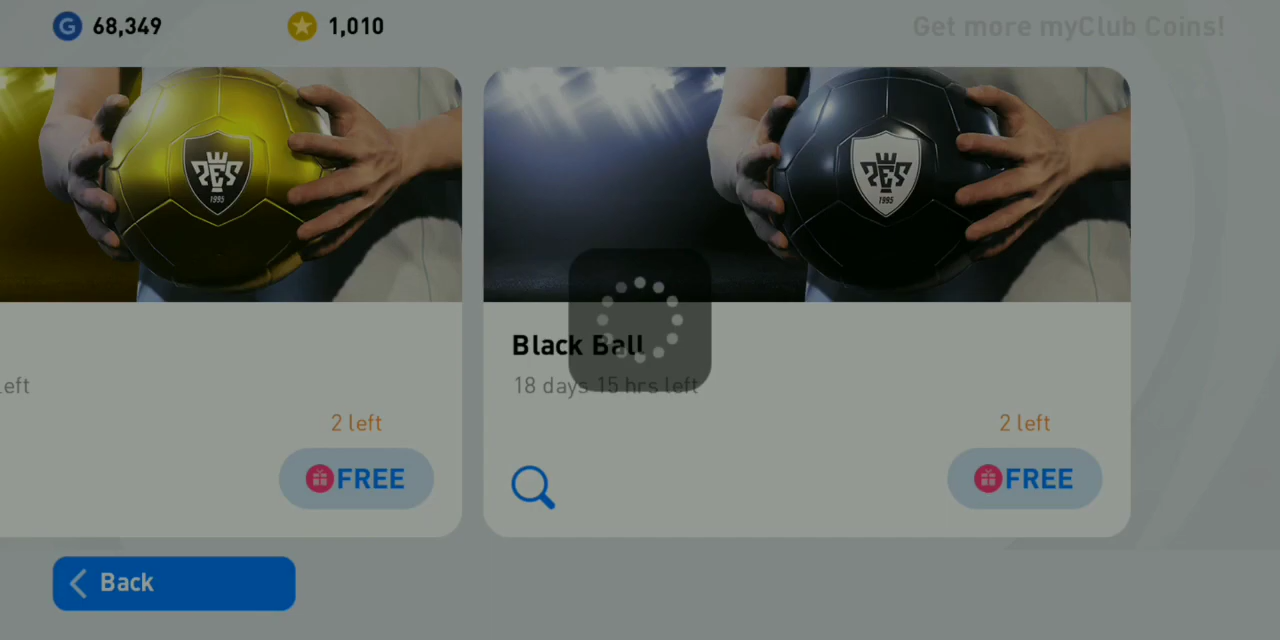 G 68,349
1,010
Get more myClub Coins!
PES
1995
PES
1995
Black Ball
left
18 days 15 hrs left
2 left
2 left
FREE
FREE
Back